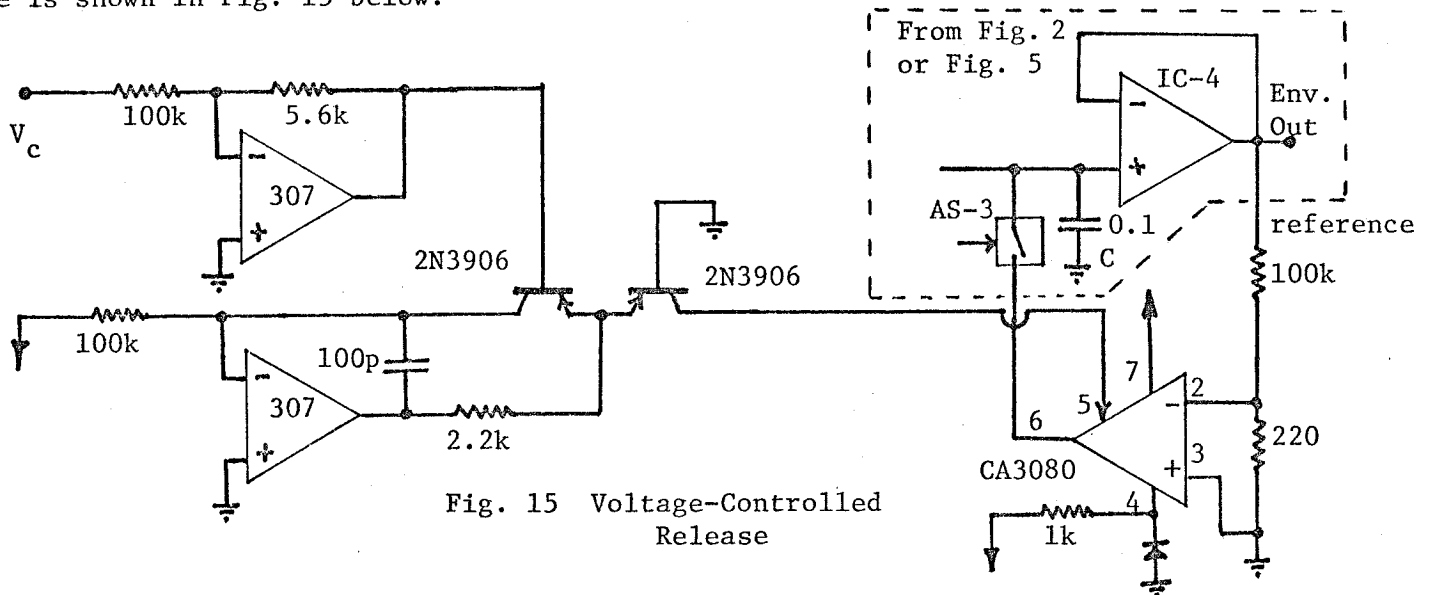 e is shown in Fig. 15 below.
From Fig. 2
or Fig. 5
IC-4
Env.
Out
100k
5.6k
Vc
307
AS-3
0.1
C
reference
100k
2N3906
2N3906
100k
100p
307
2.2k
7
2
5
6
3
220
CA3080
4
1k
Fig. 15 Voltage-Controlled
Release